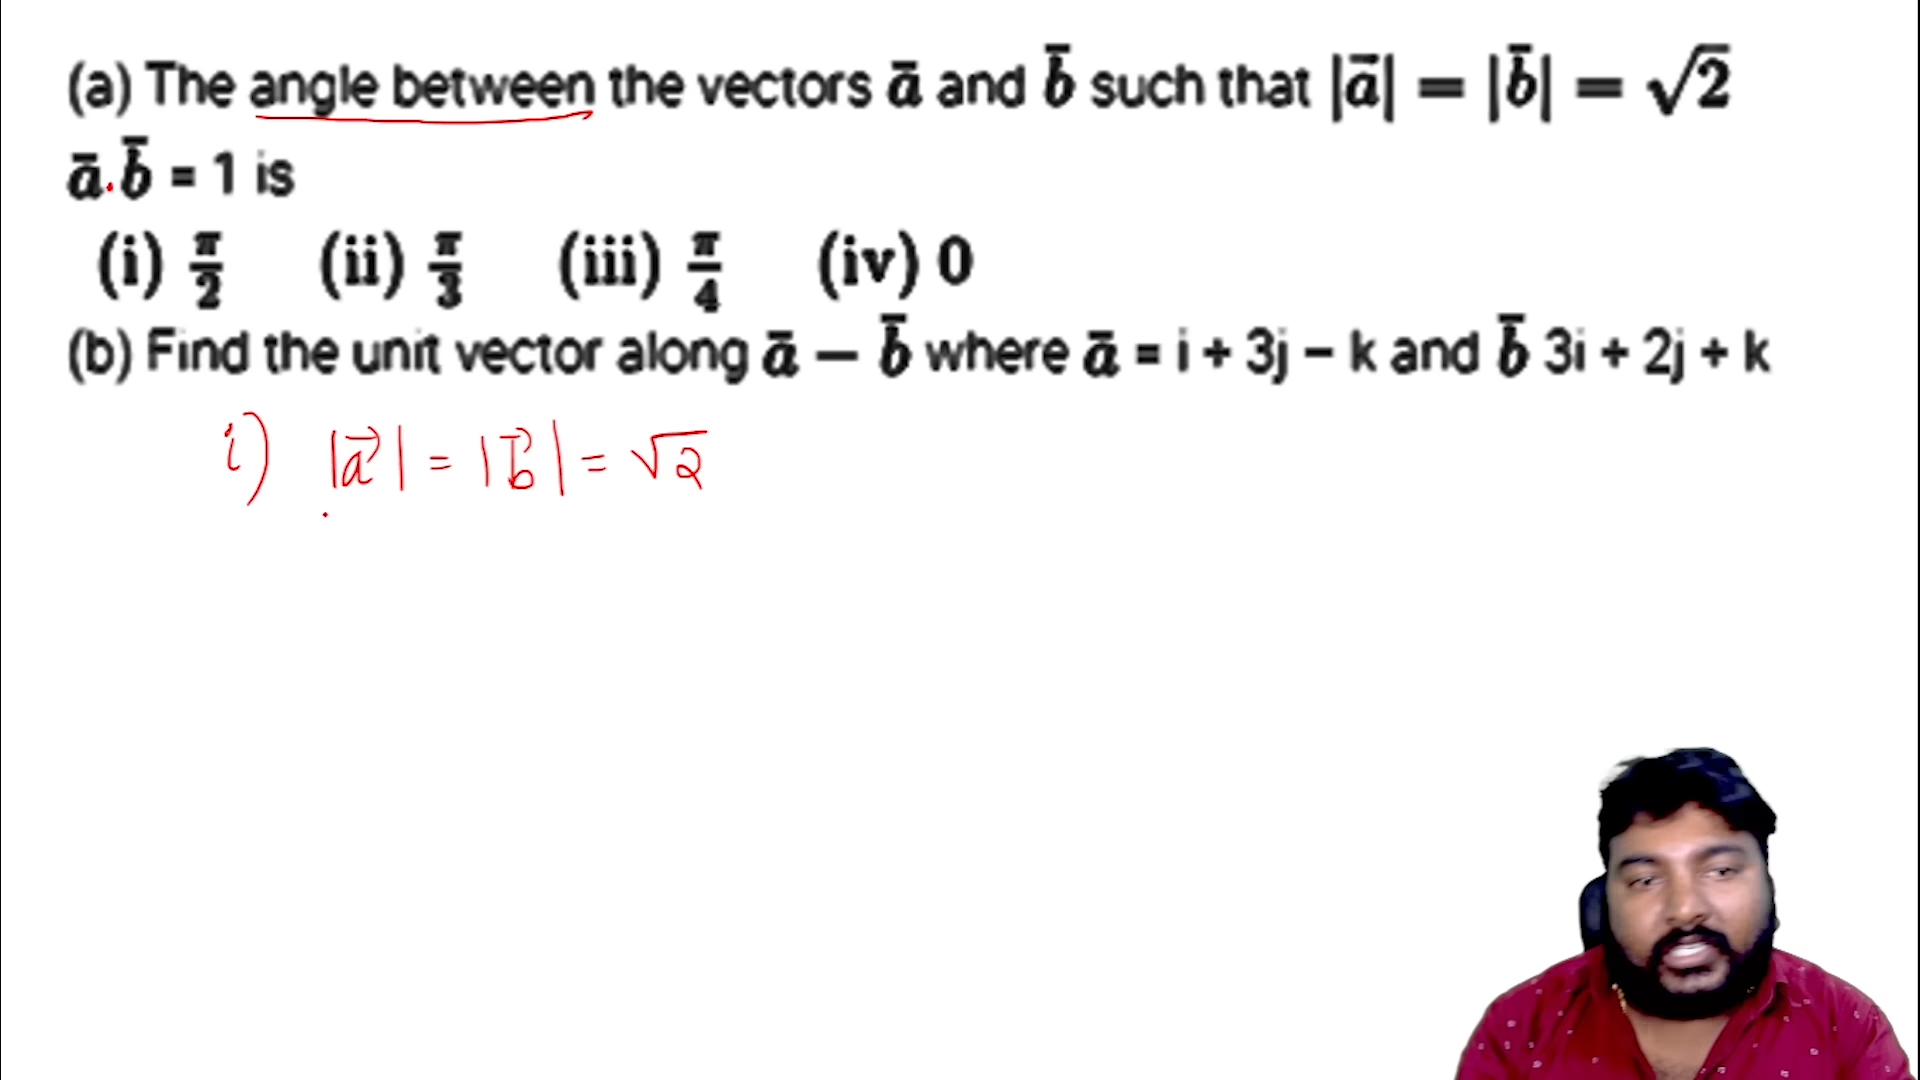 (a) The angle between the vectors ā and b̄ such that |ā| = |b̄| = √2
ā.b̄ = 1 is
(i) π/2 (ii) π/3 (iii) π/4 (iv) 0
(b) Find the unit vector along ā − b̄ where ā = i + 3j − k and b̄ 3i + 2j + k
i) |a⃗| = |b⃗| = √2